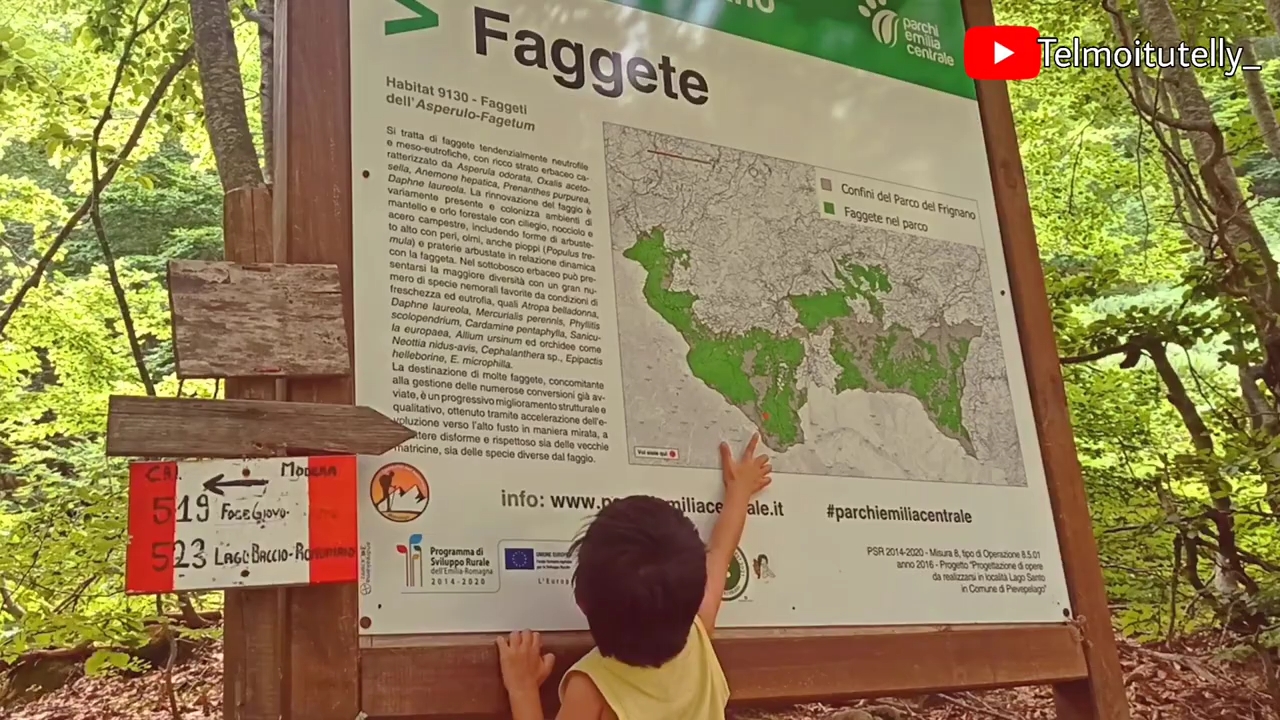 Telmoitutelly_
parchi
emilia
centrale
> Faggete
Habitat 9130 - Faggeti
dell'Asperulo-Fagetum
Si tratta di faggete tendenzialmente neutrofile
e meso-eutrofiche, con ricco strato erbaceo ca-
ratterizzato da Asperula odorata, Oxalis aceto-
sella, Anemone hepatica, Prenanthes purpurea,
Daphne laureola. La rinnovazione del faggio è
variamente presente e colonizza ambienti di
mantello e orlo forestale con ciliegio, nocciolo e
acero campestre, includendo forme di arbuste-
to alto con peri, olmi, anche pioppi (Populus tre-
mula) e praterie arbustate in relazione dinamica
con la faggeta. Nel sottobosco erbaceo può pre-
sentarsi la maggiore diversità con un gran nu-
mero di specie nemorali favorite da condizioni di
freschezza ed eutrofia, quali Atropa belladonna,
Daphne laureola, Mercurialis perennis, Phyllitis
scolopendrium, Cardamine pentaphylla, Sanicu-
la europaea, Allium ursinum ed orchidee come
Neottia nidus-avis, Cephalanthera sp., Epipactis
helleborine, E. microphilla.
La destinazione di molte faggete, concomitante
alla gestione delle numerose conversioni già av-
viate, è un progressivo miglioramento strutturale e
qualitativo, ottenuto tramite accelerazione dell'e-
voluzione verso l'alto fusto in maniera mirata, a
tere disforme e rispettoso sia delle vecchie
matricine, sia delle specie diverse dal faggio.
Confini del Parco del Frignano
Faggete nel parco
Voi siete qui
info: www.p miliacentrale.it
#parchiemiliacentrale
Programma di
Sviluppo Rurale
dell'Emilia-Romagna
2014-2020
UNIONE EUROPEA
L'Europ
PSR 2014-2020 - Misura 8, tipo di Operazione 8.5.01
anno 2016 - Progetto "Progettazione di opere
da realizzarsi in località Lago Santo
in Comune di Pievepelago"
C.A.I. MODENA
519 FOCE GIOVO-
523 LAGO BACCIO-RONDINAIO